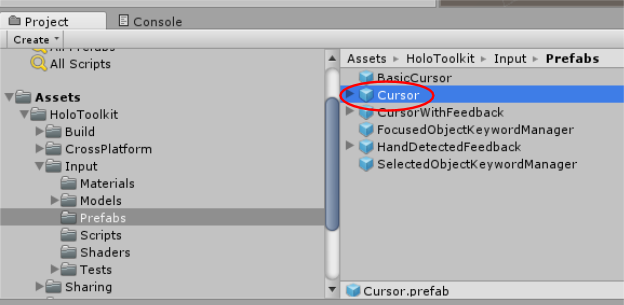 Project
Console
Create
All Prefabs
All Scripts
Assets
HoloToolkit
Build
CrossPlatform
Input
Materials
Models
Prefabs
Scripts
Shaders
Tests
Sharing
Assets ▸ HoloToolkit ▸ Input ▸ Prefabs
BasicCursor
Cursor
CursorWithFeedback
FocusedObjectKeywordManager
HandDetectedFeedback
SelectedObjectKeywordManager
Cursor.prefab